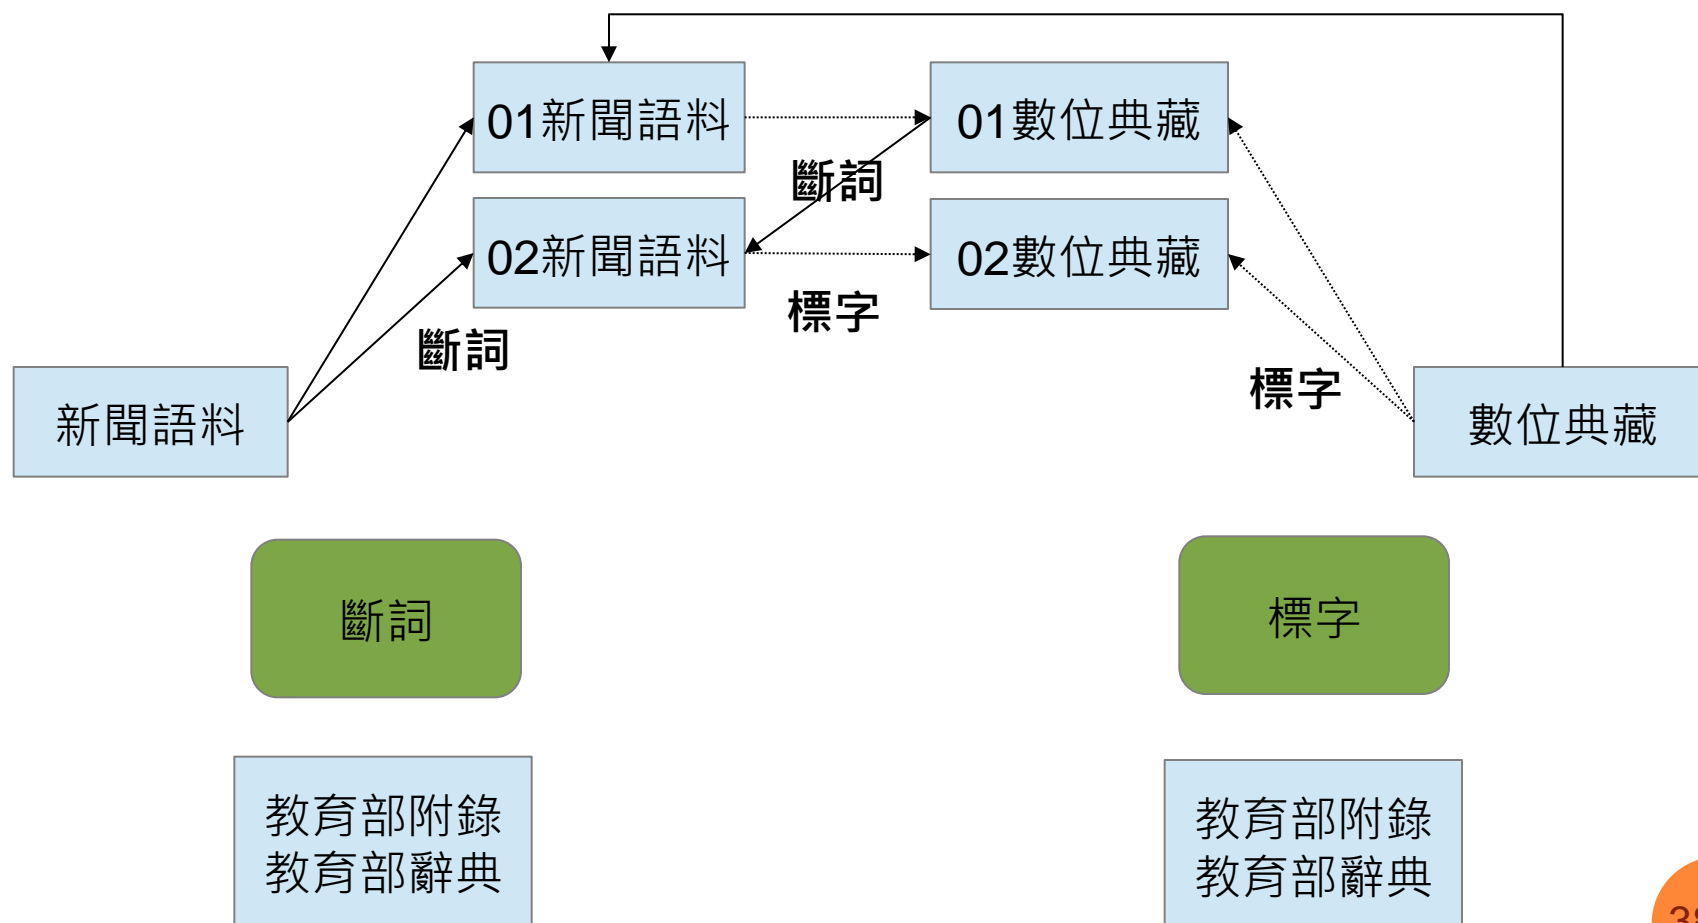 01新聞語料
01數位典藏
斷詞
02新聞語料
02數位典藏
標字
斷詞
標字
新聞語料
數位典藏
斷詞
標字
教育部附錄
教育部辭典
教育部附錄
教育部辭典